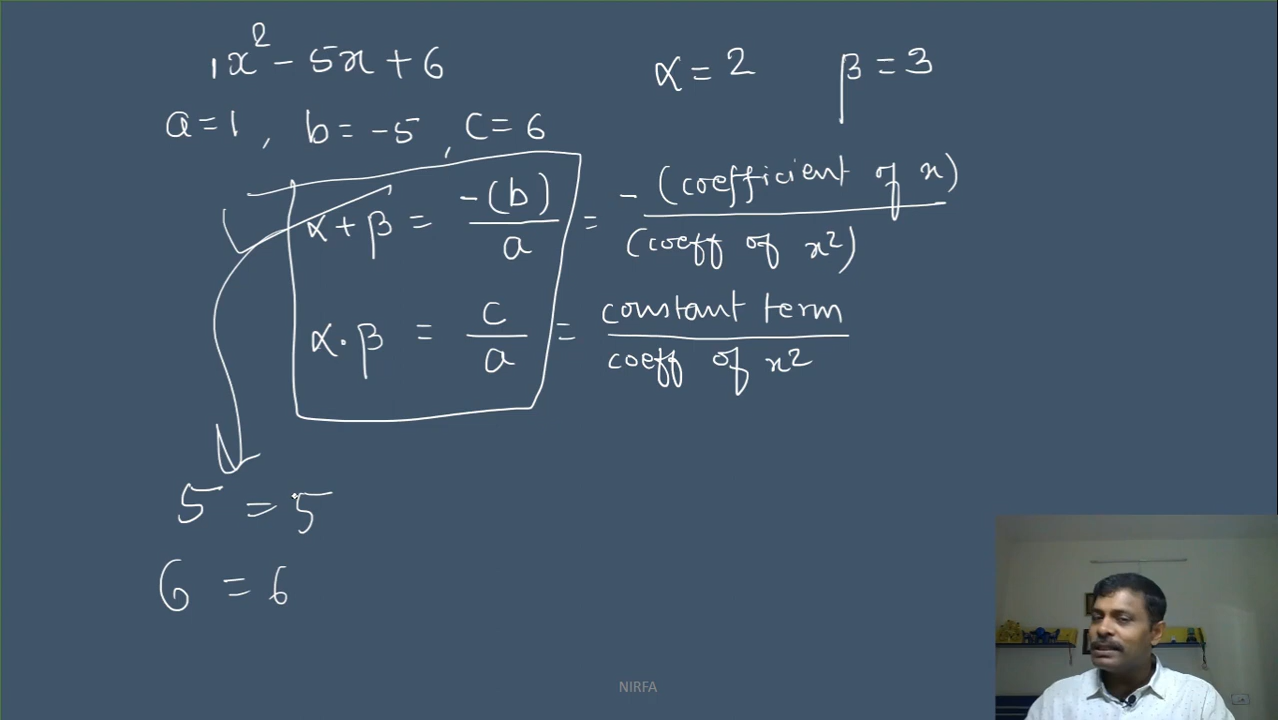 1x² - 5x + 6
α = 2   β = 3
a = 1 , b = -5 , C = 6
α + β = -(b)/a = -(coefficient of x)/(coeff of x²)
α . β = c/a = constant term/coeff of x²
5 = 5
6 = 6
NIRFA